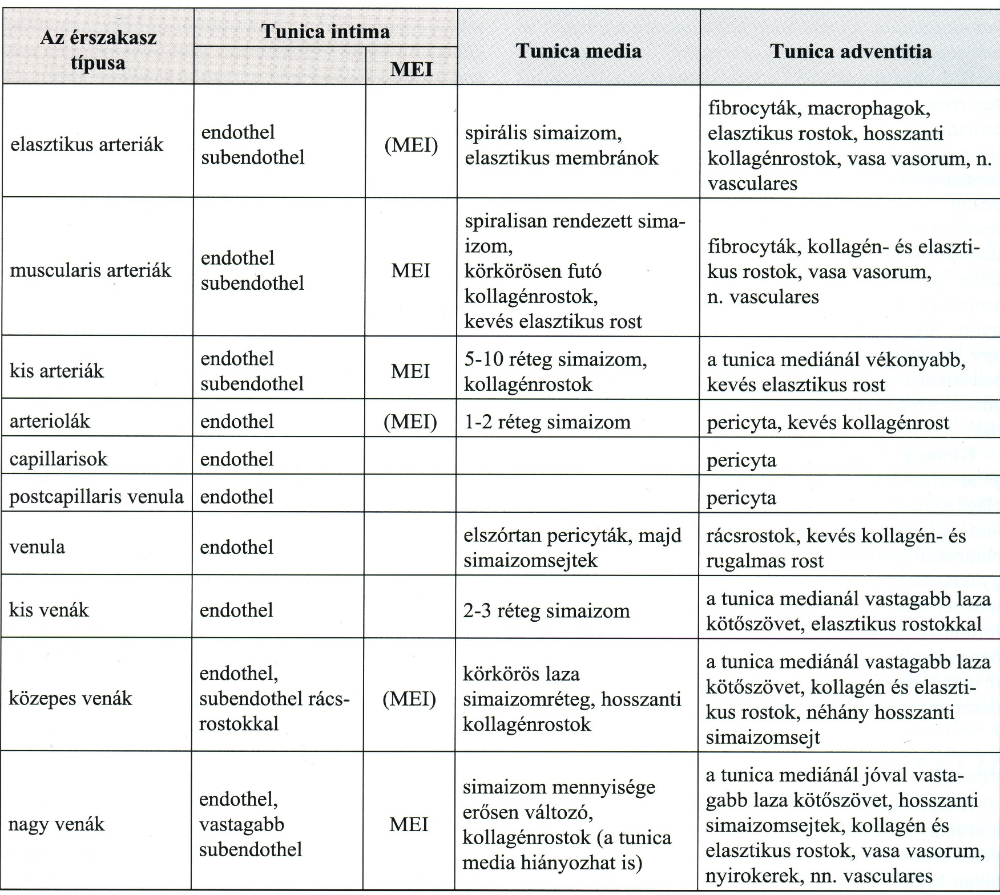 Az érszakasz
típusa
Tunica intima
MEI
Tunica media
Tunica adventitia
elasztikus arteriák
endothel
subendothel
(MEI)
spirális simaizom,
elasztikus membránok
fibrocyták, macrophagok,
elasztikus rostok, hosszanti
kollagénrostok, vasa vasorum, n.
vasculares
muscularis arteriák
endothel
subendothel
MEI
spiralisan rendezett sima-
izom,
körkörösen futó
kollagénrostok,
kevés elasztikus rost
fibrocyták, kollagén- és elaszti-
kus rostok, vasa vasorum,
n. vasculares
kis arteriák
endothel
subendothel
MEI
5-10 réteg simaizom,
kollagénrostok
a tunica mediánál vékonyabb,
kevés elasztikus rost
arteriolák
endothel
(MEI)
1-2 réteg simaizom
pericyta, kevés kollagénrost
capillarisok
endothel
pericyta
postcapillaris venula
endothel
pericyta
venula
endothel
elszórtan pericyták, majd
simaizomsejtek
rácsrostok, kevés kollagén- és
rugalmas rost
kis venák
endothel
2-3 réteg simaizom
a tunica medianál vastagabb laza
kötőszövet, elasztikus rostokkal
közepes venák
endothel,
subendothel rács-
rostokkal
(MEI)
körkörös laza
simaizomréteg, hosszanti
kollagénrostok
a tunica mediánál vastagabb laza
kötőszövet, kollagén és elaszti-
kus rostok, néhány hosszanti
simaizomsejt
nagy venák
endothel,
vastagabb
subendothel
MEI
simaizom mennyisége
erősen változó,
kollagénrostok (a tunica
media hiányozhat is)
a tunica mediánál jóval vasta-
gabb laza kötőszövet, hosszanti
simaizomsejtek, kollagén és
elasztikus rostok, vasa vasorum,
nyirokerek, nn. vasculares